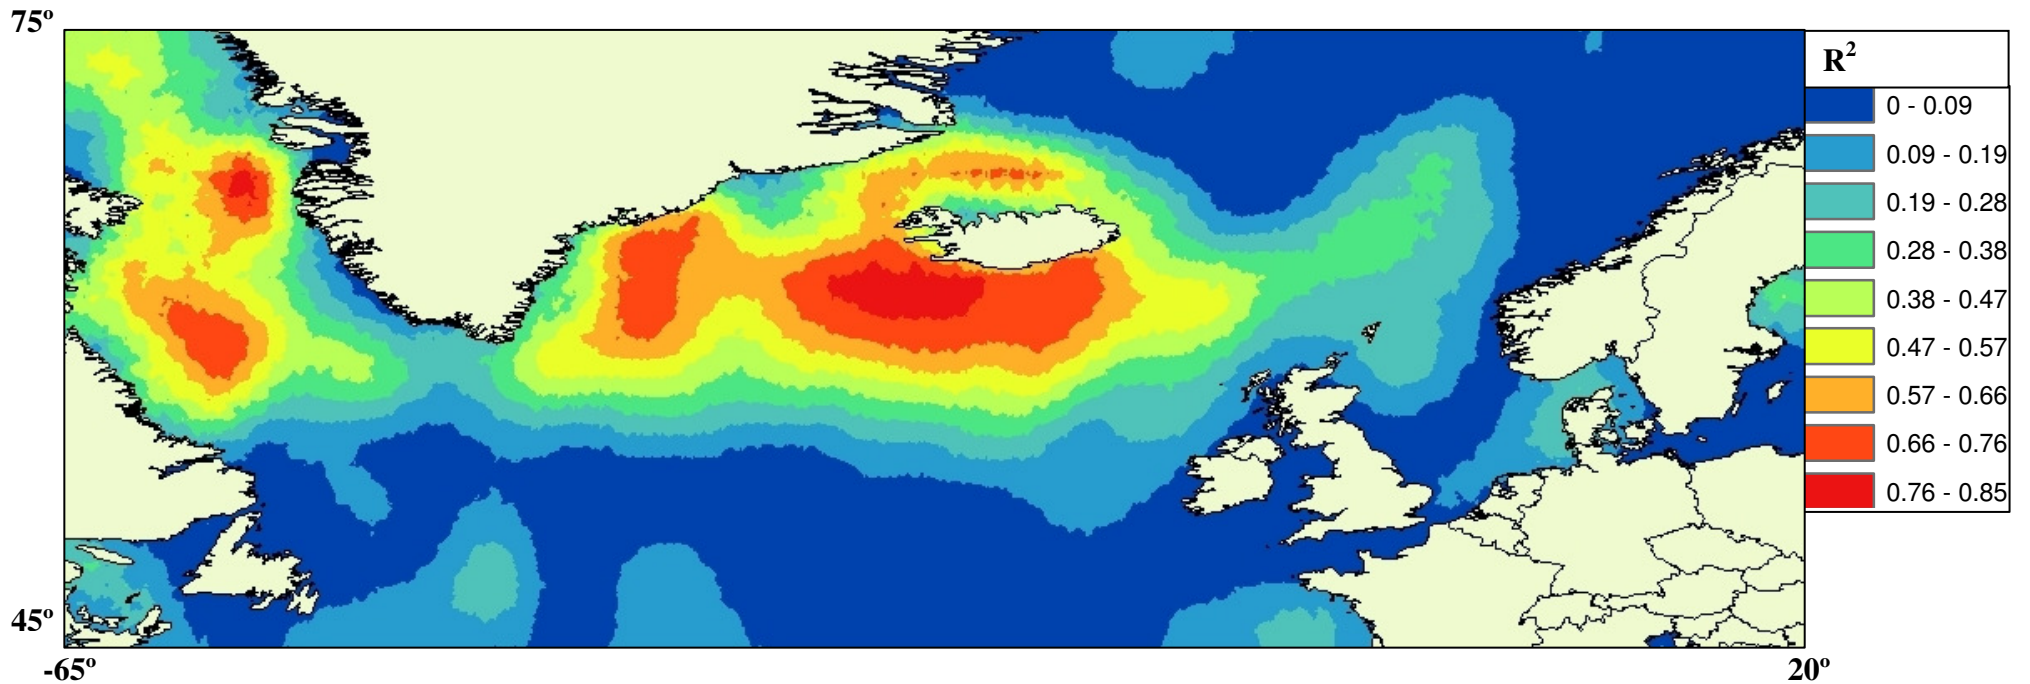 75º
R²
0 - 0.09
0.09 - 0.19
0.19 - 0.28
0.28 - 0.38
0.38 - 0.47
0.47 - 0.57
0.57 - 0.66
0.66 - 0.76
0.76 - 0.85
45º
-65º
20º